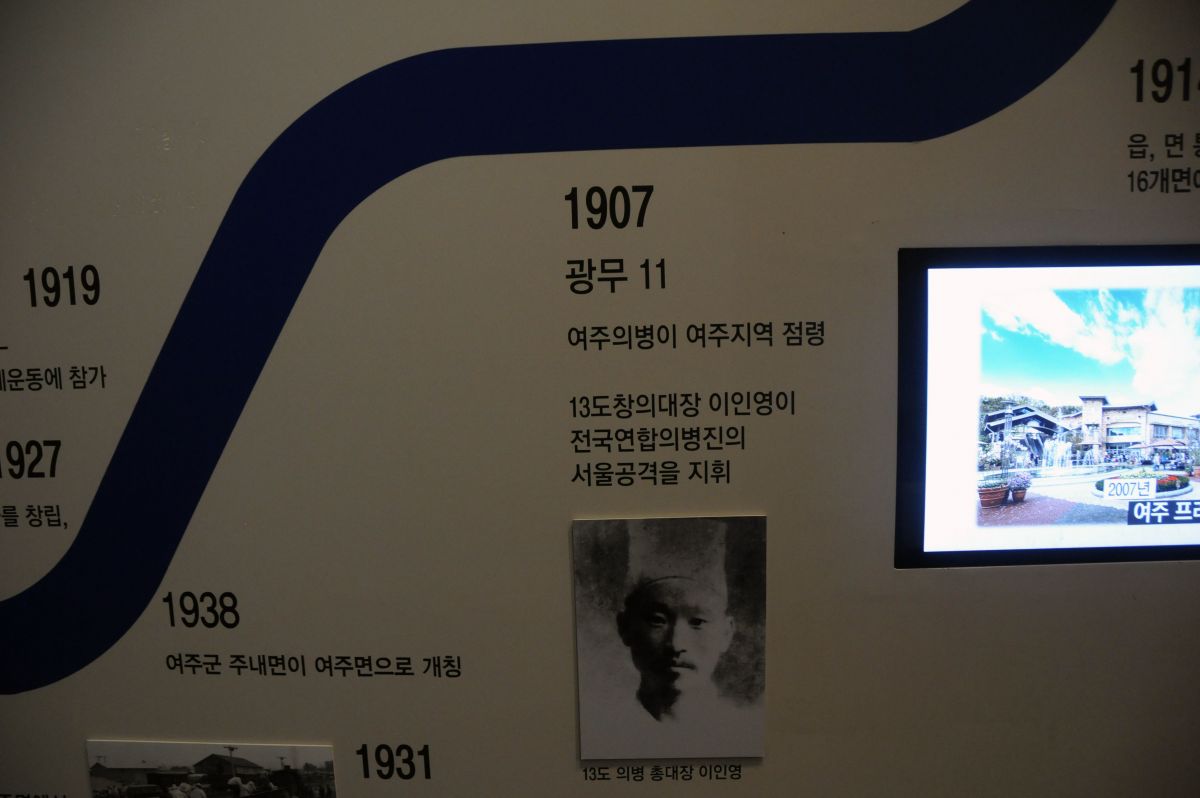 1914
읍, 면
16개면
1907
광무 11
여주의병이 여주지역 점령
13도창의대장 이인영이
전국연합의병진의
서울공격을 지휘
13도 의병 총대장 이인영
1919
운동에 참가
1927
를 창립,
1938
여주군 주내면이 여주면으로 개칭
1931
2007년
여주 프